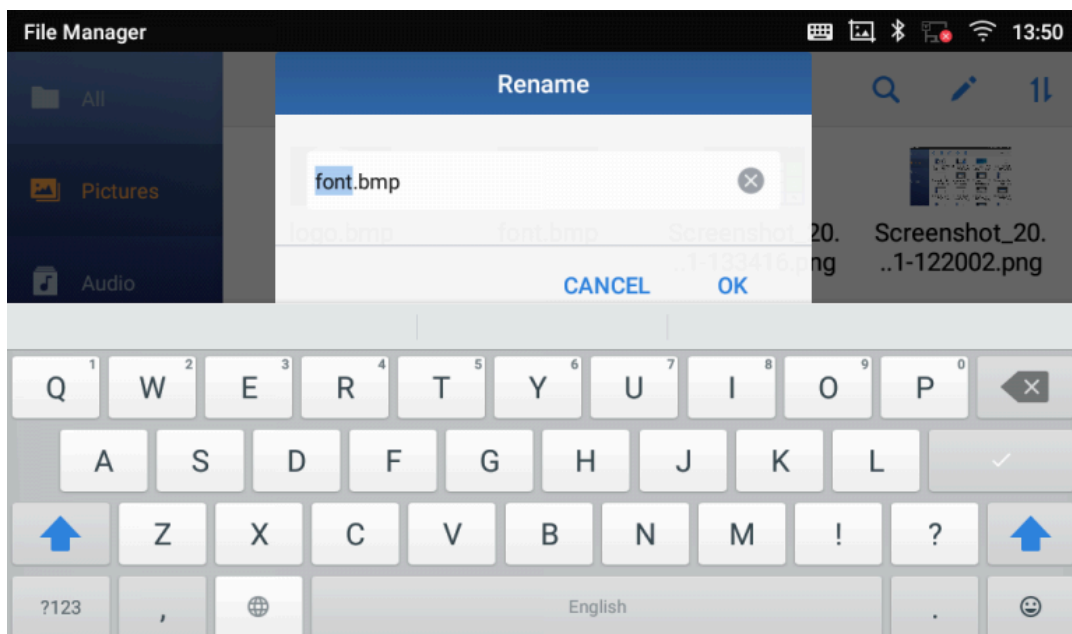 File Manager 13:50
All
Rename
Pictures
font.bmp
logo.bmp font.bmp Screenshot_20. Screenshot_20.
..1-133416.png ..1-122002.png
Audio
CANCEL OK
Q 1 W 2 E 3 R 4 T 5 Y 6 U 7 I 8 O 9 P 0
A S D F G H J K L
Z X C V B N M ! ?
?123 , English .